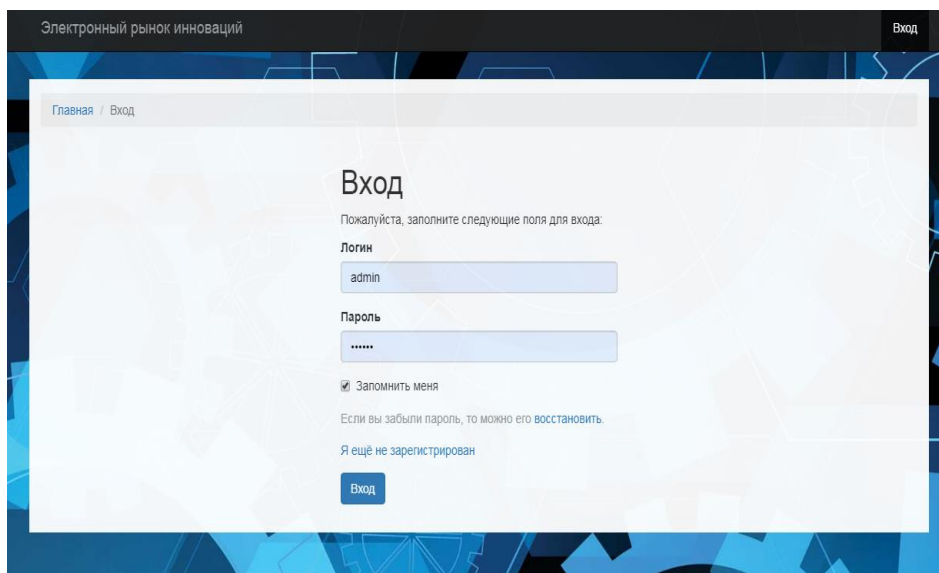 Электронный рынок инноваций
Вход
Главная / Вход
Вход
Пожалуйста, заполните следующие поля для входа:
Логин
admin
Пароль
••••••
Запомнить меня
Если вы забыли пароль, то можно его восстановить.
Я ещё не зарегистрирован
Вход